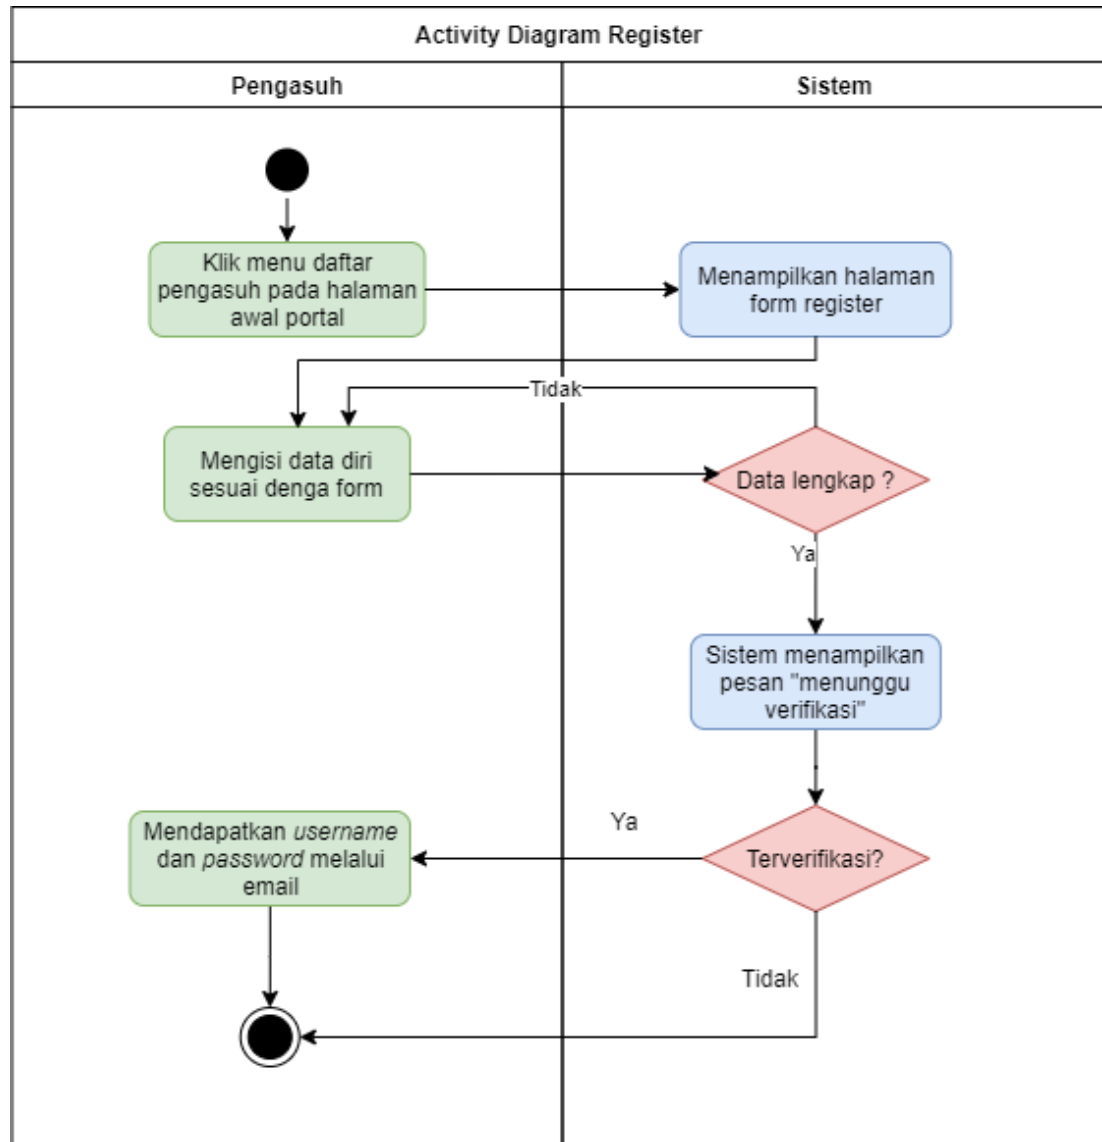 Activity Diagram Register
Pengasuh
Sistem
Klik menu daftar
pengasuh pada halaman
awal portal
Menampilkan halaman
form register
Tidak
Mengisi data diri
sesuai denga form
Data lengkap ?
Ya
Sistem menampilkan
pesan "menunggu
verifikasi"
Mendapatkan username
dan password melalui
email
Ya
Terverifikasi?
Tidak